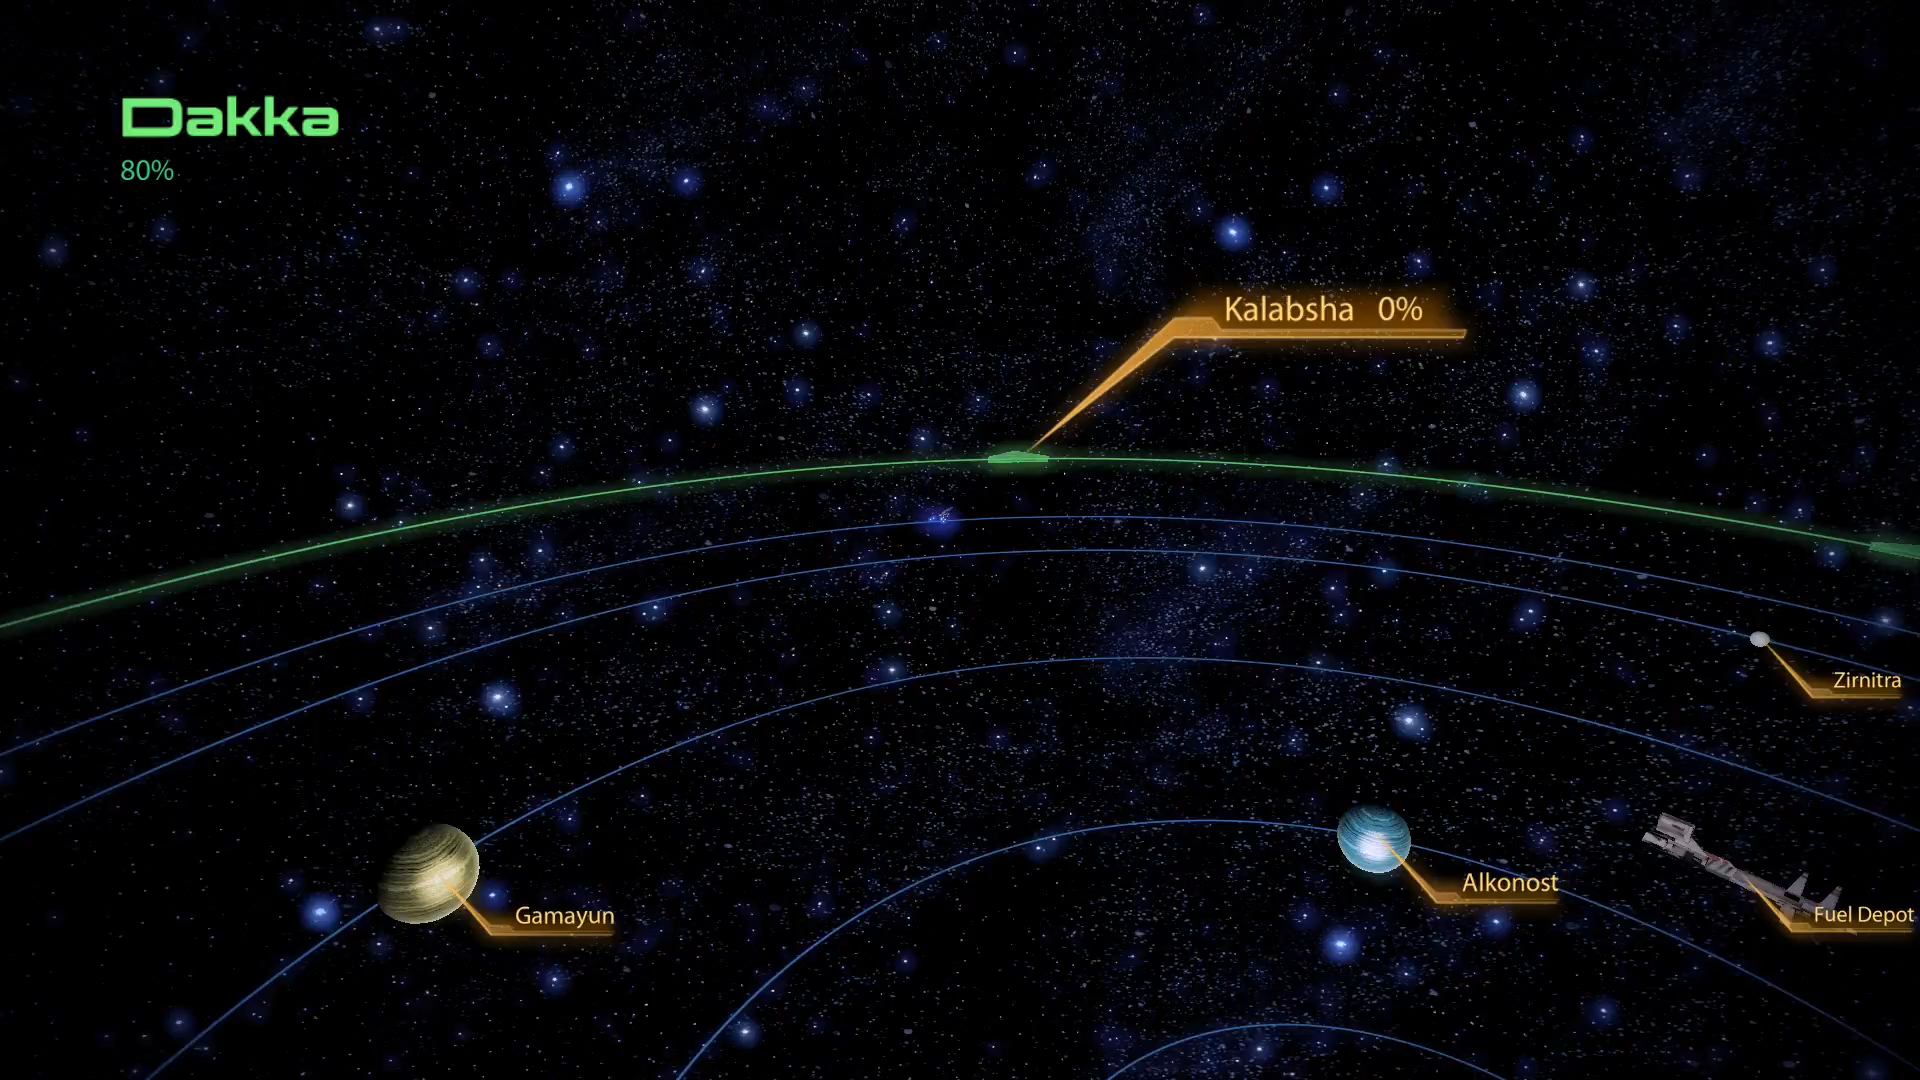 Dakka
80%
Kalabsha 0%
Zirnitra
Alkonost
Gamayun
Fuel Depot